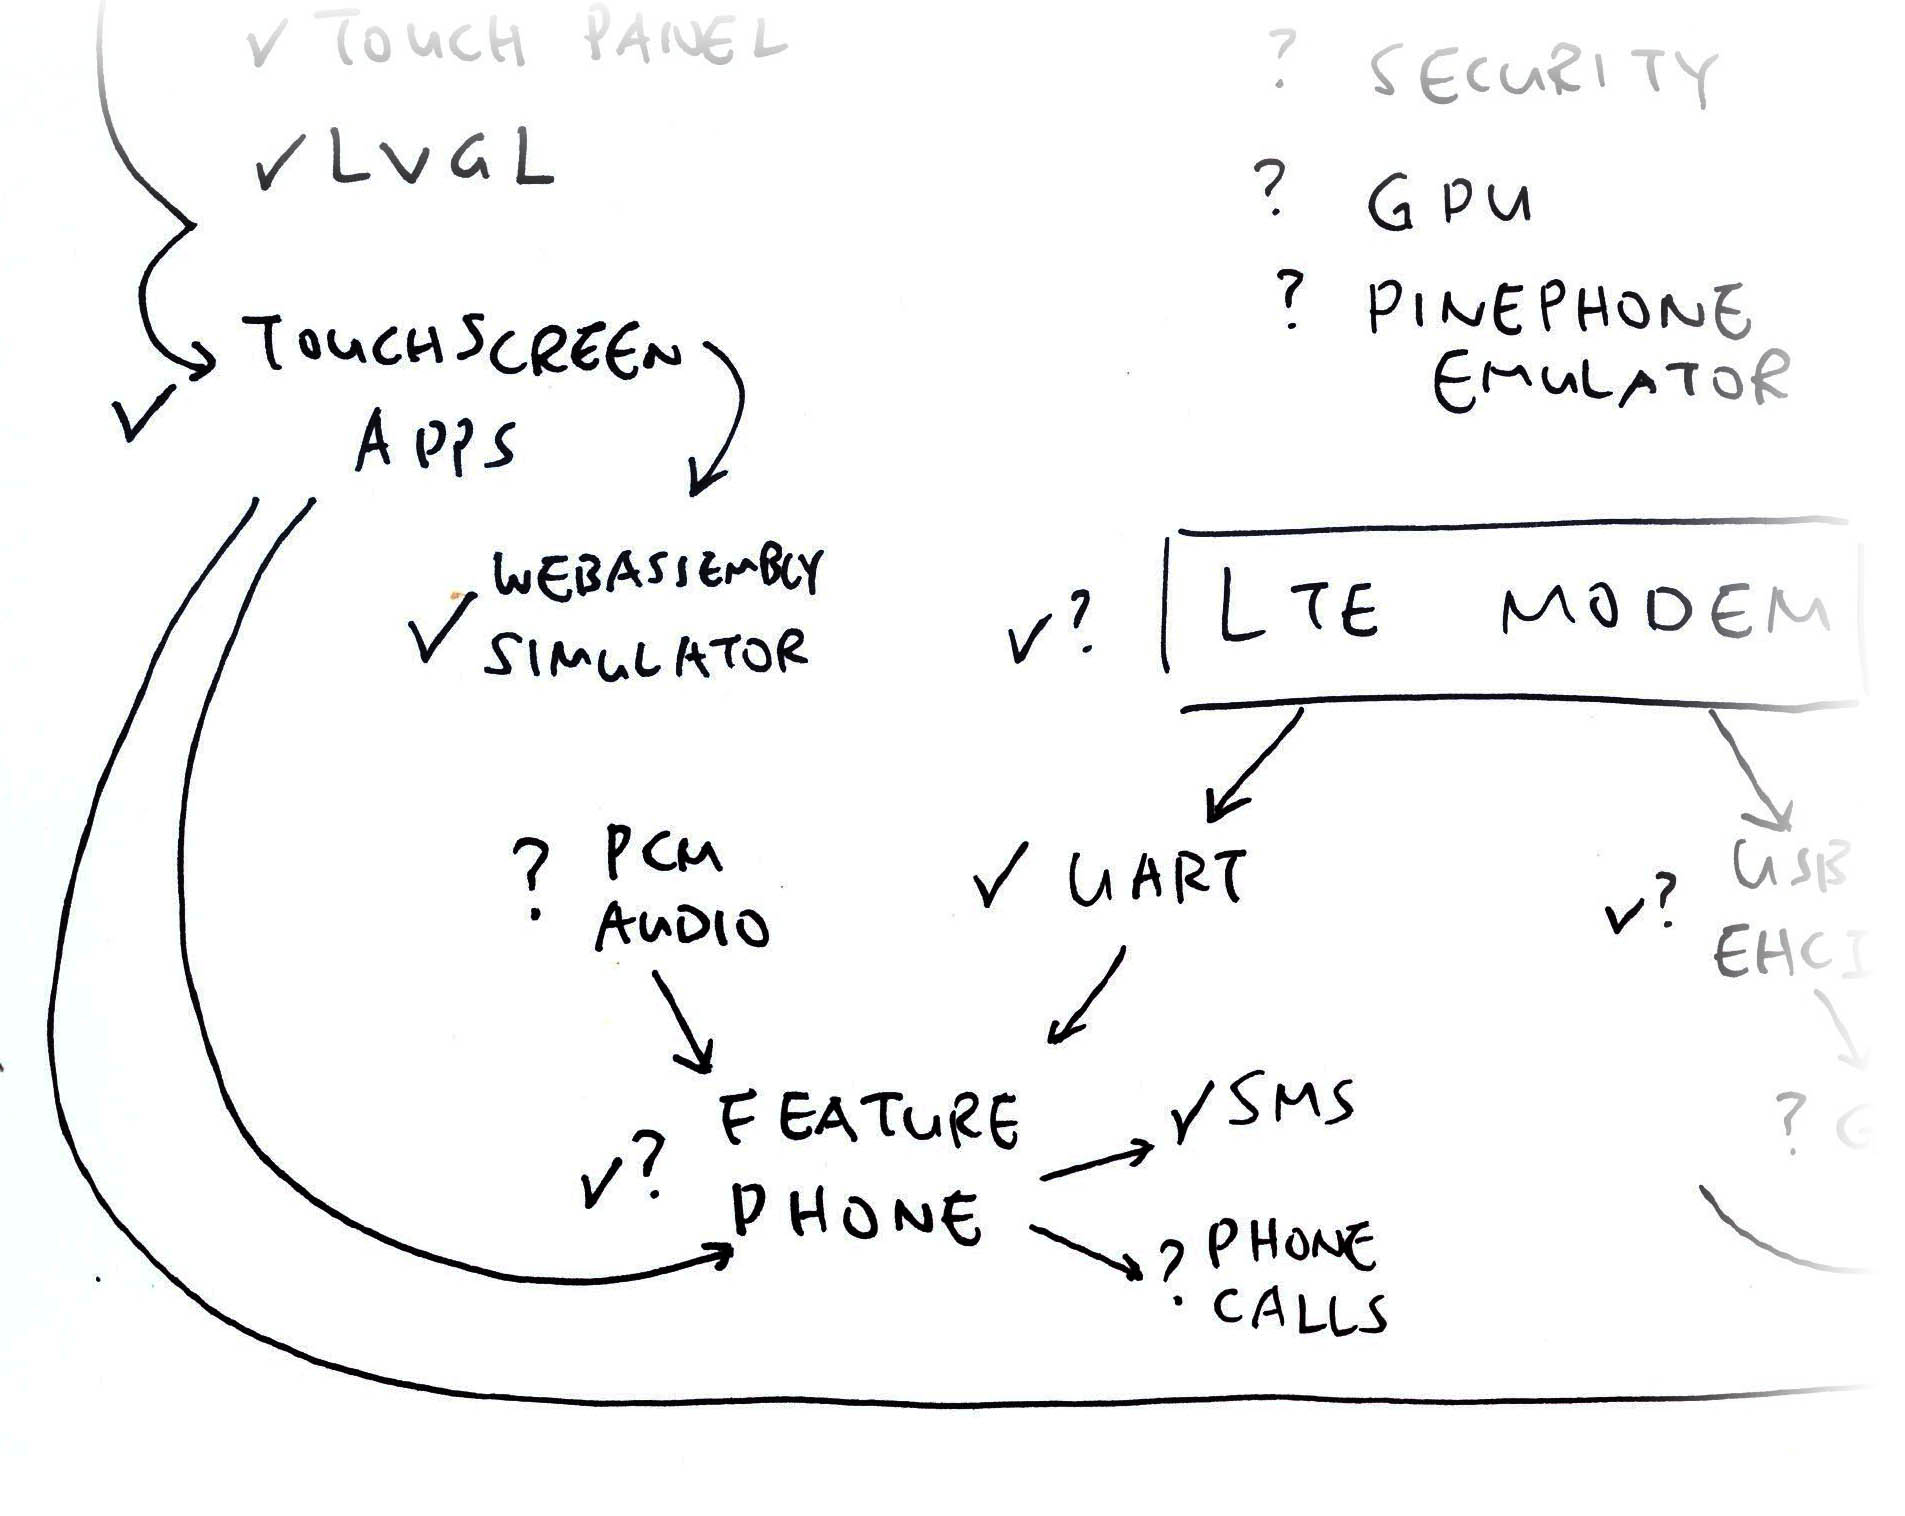 ✓ TOUCH PANEL
? SECURITY
✓ LVGL
? GPU
? PINEPHONE
EMULATOR
TOUCHSCREEN
✓
APPS
WEBASSEMBLY
✓ SIMULATOR
✓? LTE MODEM
? PCM
AUDIO
✓ UART
✓? USB
EHCI
FEATURE
✓? PHONE
✓ SMS
? PHONE
CALLS
?